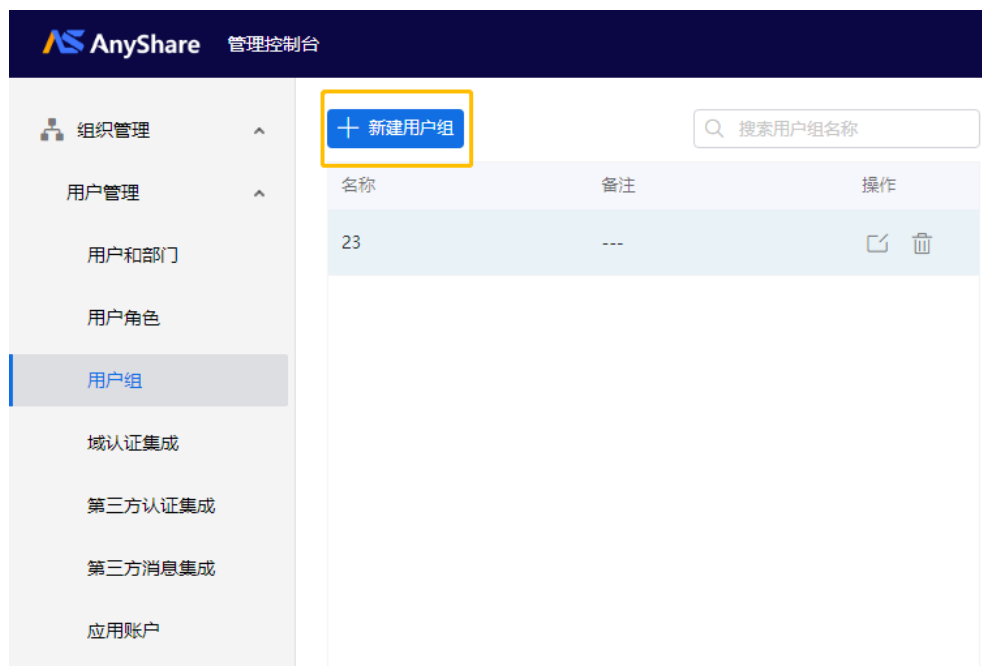 AnyShare 管理控制台
组织管理
用户管理
用户和部门
用户角色
用户组
域认证集成
第三方认证集成
第三方消息集成
应用账户
新建用户组
搜索用户组名称
名称 备注 操作
23 ---